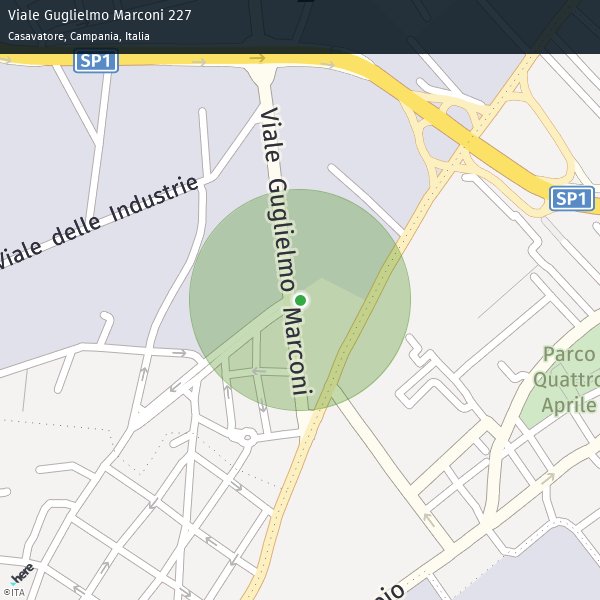 Viale Guglielmo Marconi 227
Casavatore, Campania, Italia
SP1
Viale Guglielmo Marconi
Viale delle Industrie
SP1
Parco
Quattro
Aprile
here
©ITA